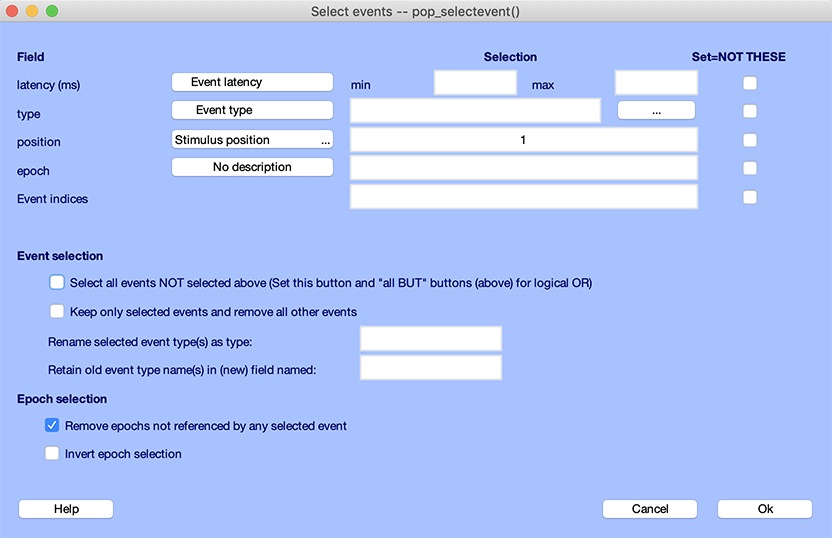 Select events -- pop_selectevent()
Field Selection Set=NOT THESE
latency (ms) Event latency min max
type Event type ...
position Stimulus position ... 1
epoch No description
Event indices
Event selection
Select all events NOT selected above (Set this button and "all BUT" buttons (above) for logical OR)
Keep only selected events and remove all other events
Rename selected event type(s) as type:
Retain old event type name(s) in (new) field named:
Epoch selection
Remove epochs not referenced by any selected event
Invert epoch selection
Help Cancel Ok